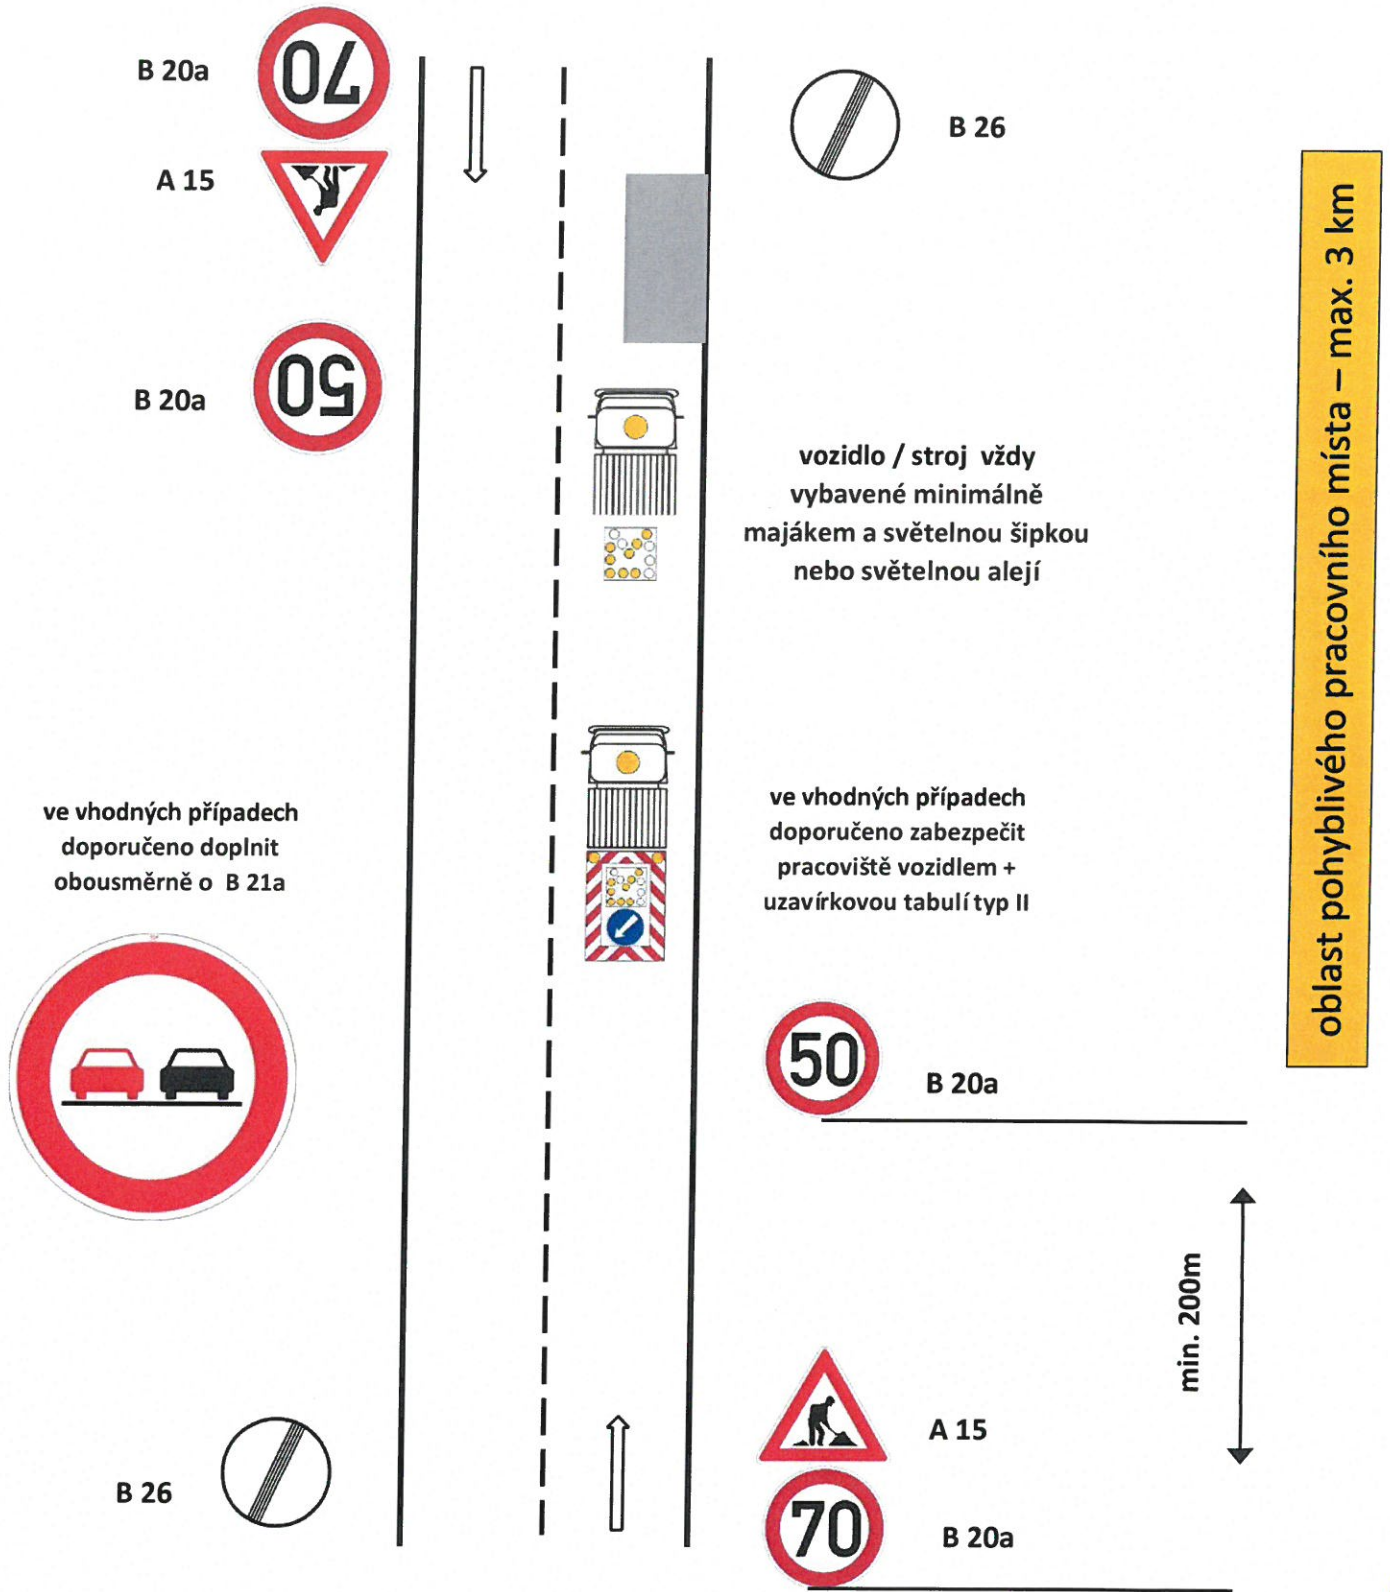 B 20a
70
A 15
B 20a
50
B 26
vozidlo / stroj vždy
vybavené minimálně
majákem a světelnou šipkou
nebo světelnou alejí
ve vhodných případech
doporučeno doplnit
obousměrně o B 21a
ve vhodných případech
doporučeno zabezpečit
pracoviště vozidlem +
uzavírkovou tabulí typ II
50
B 20a
min. 200m
A 15
70
B 20a
B 26
oblast pohyblivého pracovního místa – max. 3 km